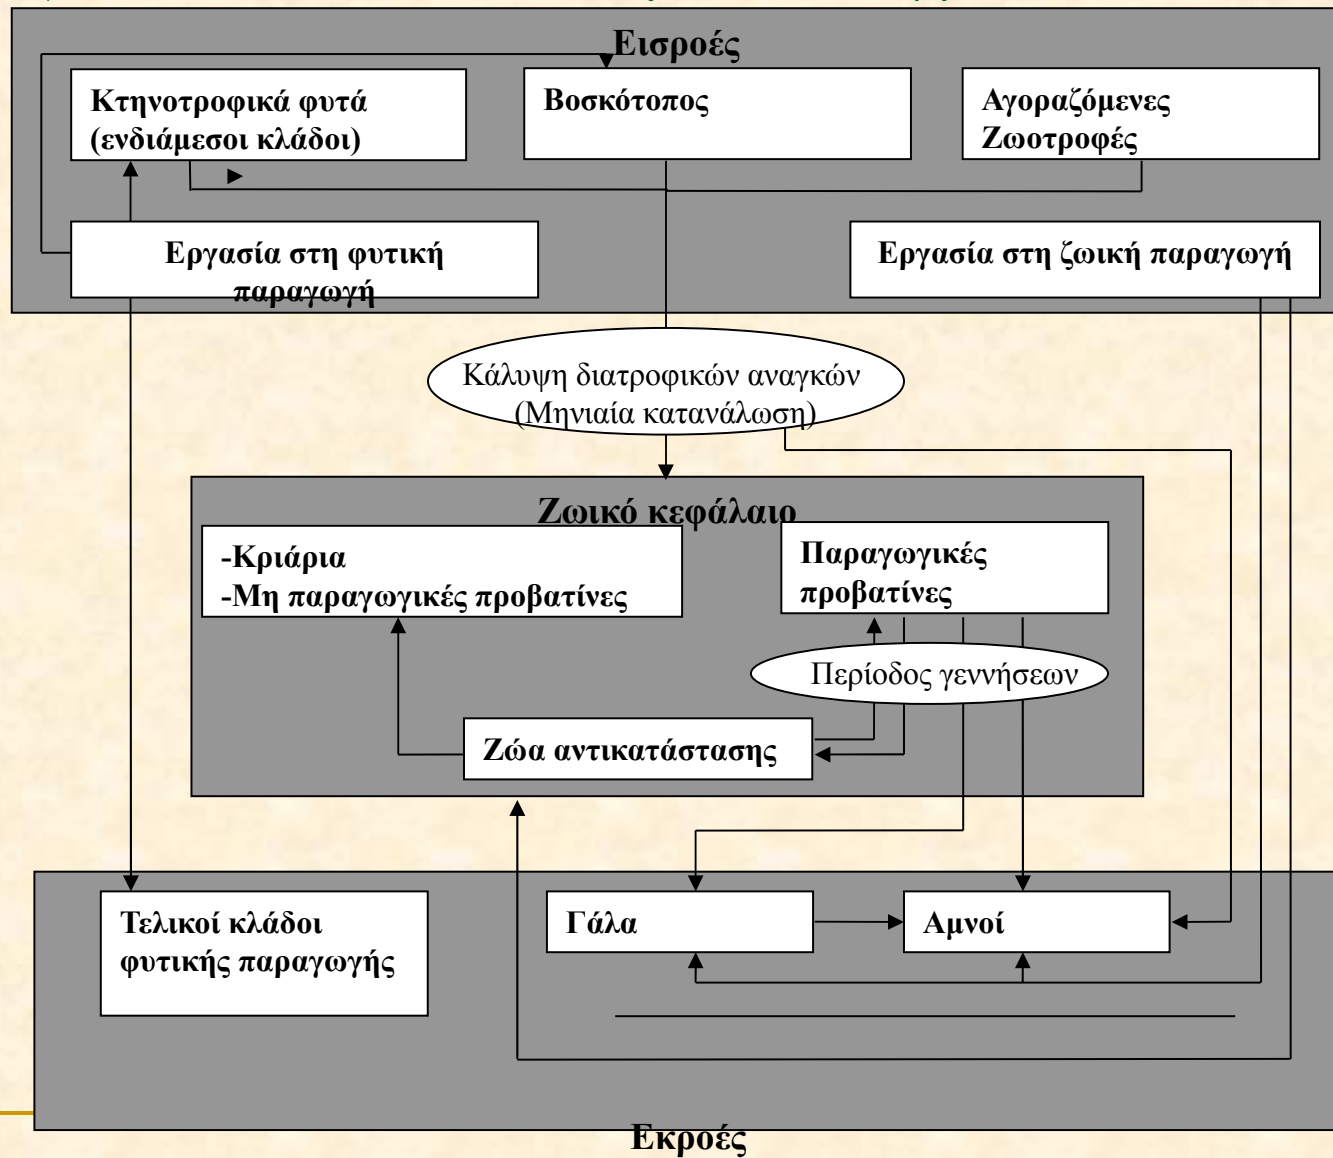 Εισροές
Κτηνοτροφικά φυτά
(ενδιάμεσοι κλάδοι)
Βοσκότοπος
Αγοραζόμενες
Ζωοτροφές
Εργασία στη φυτική
παραγωγή
Εργασία στη ζωική παραγωγή
Κάλυψη διατροφικών αναγκών
(Μηνιαία κατανάλωση)
Ζωικό κεφάλαιο
-Κριάρια
-Μη παραγωγικές προβατίνες
Παραγωγικές
προβατίνες
Περίοδος γεννήσεων
Ζώα αντικατάστασης
Τελικοί κλάδοι
φυτικής παραγωγής
Γάλα
Αμνοί
Εκροές